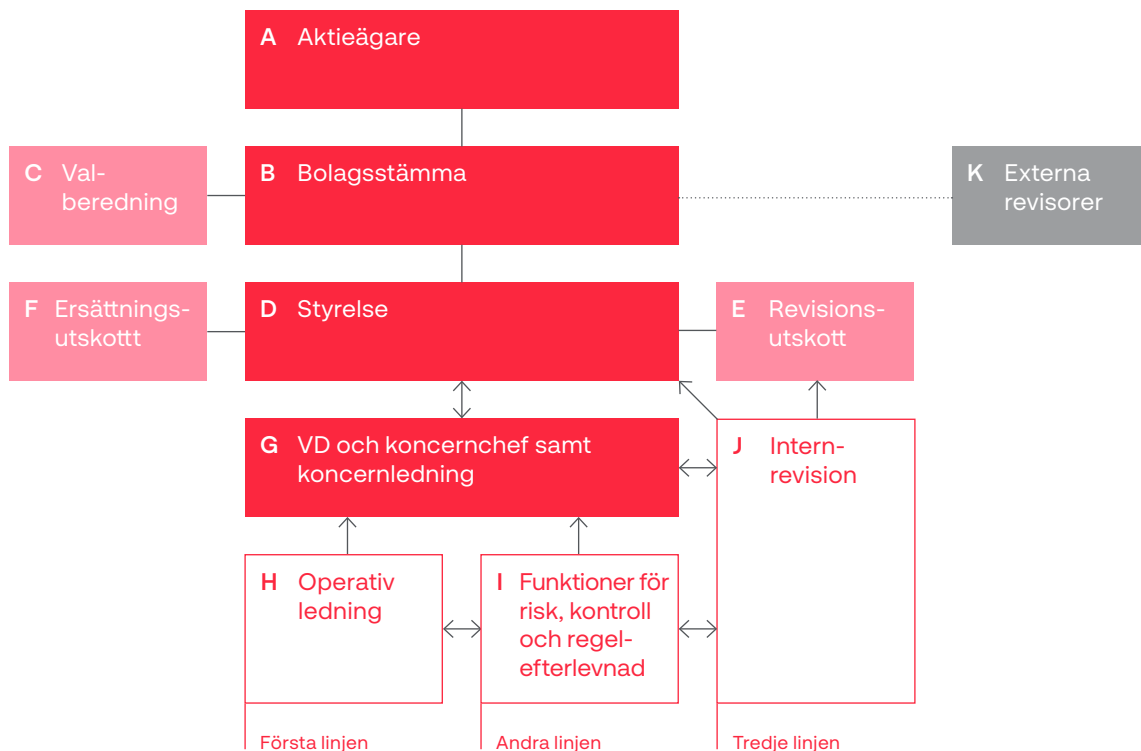 A Aktieägare
C Val-
beredning
B Bolagsstämma
K Externa
revisorer
F Ersättnings-
utskottt
D Styrelse
E Revisions-
utskott
G VD och koncernchef samt
koncernledning
J Intern-
revision
H Operativ
ledning
I Funktioner för
risk, kontroll
och regel-
efterlevnad
Första linjen
Andra linjen
Tredje linjen